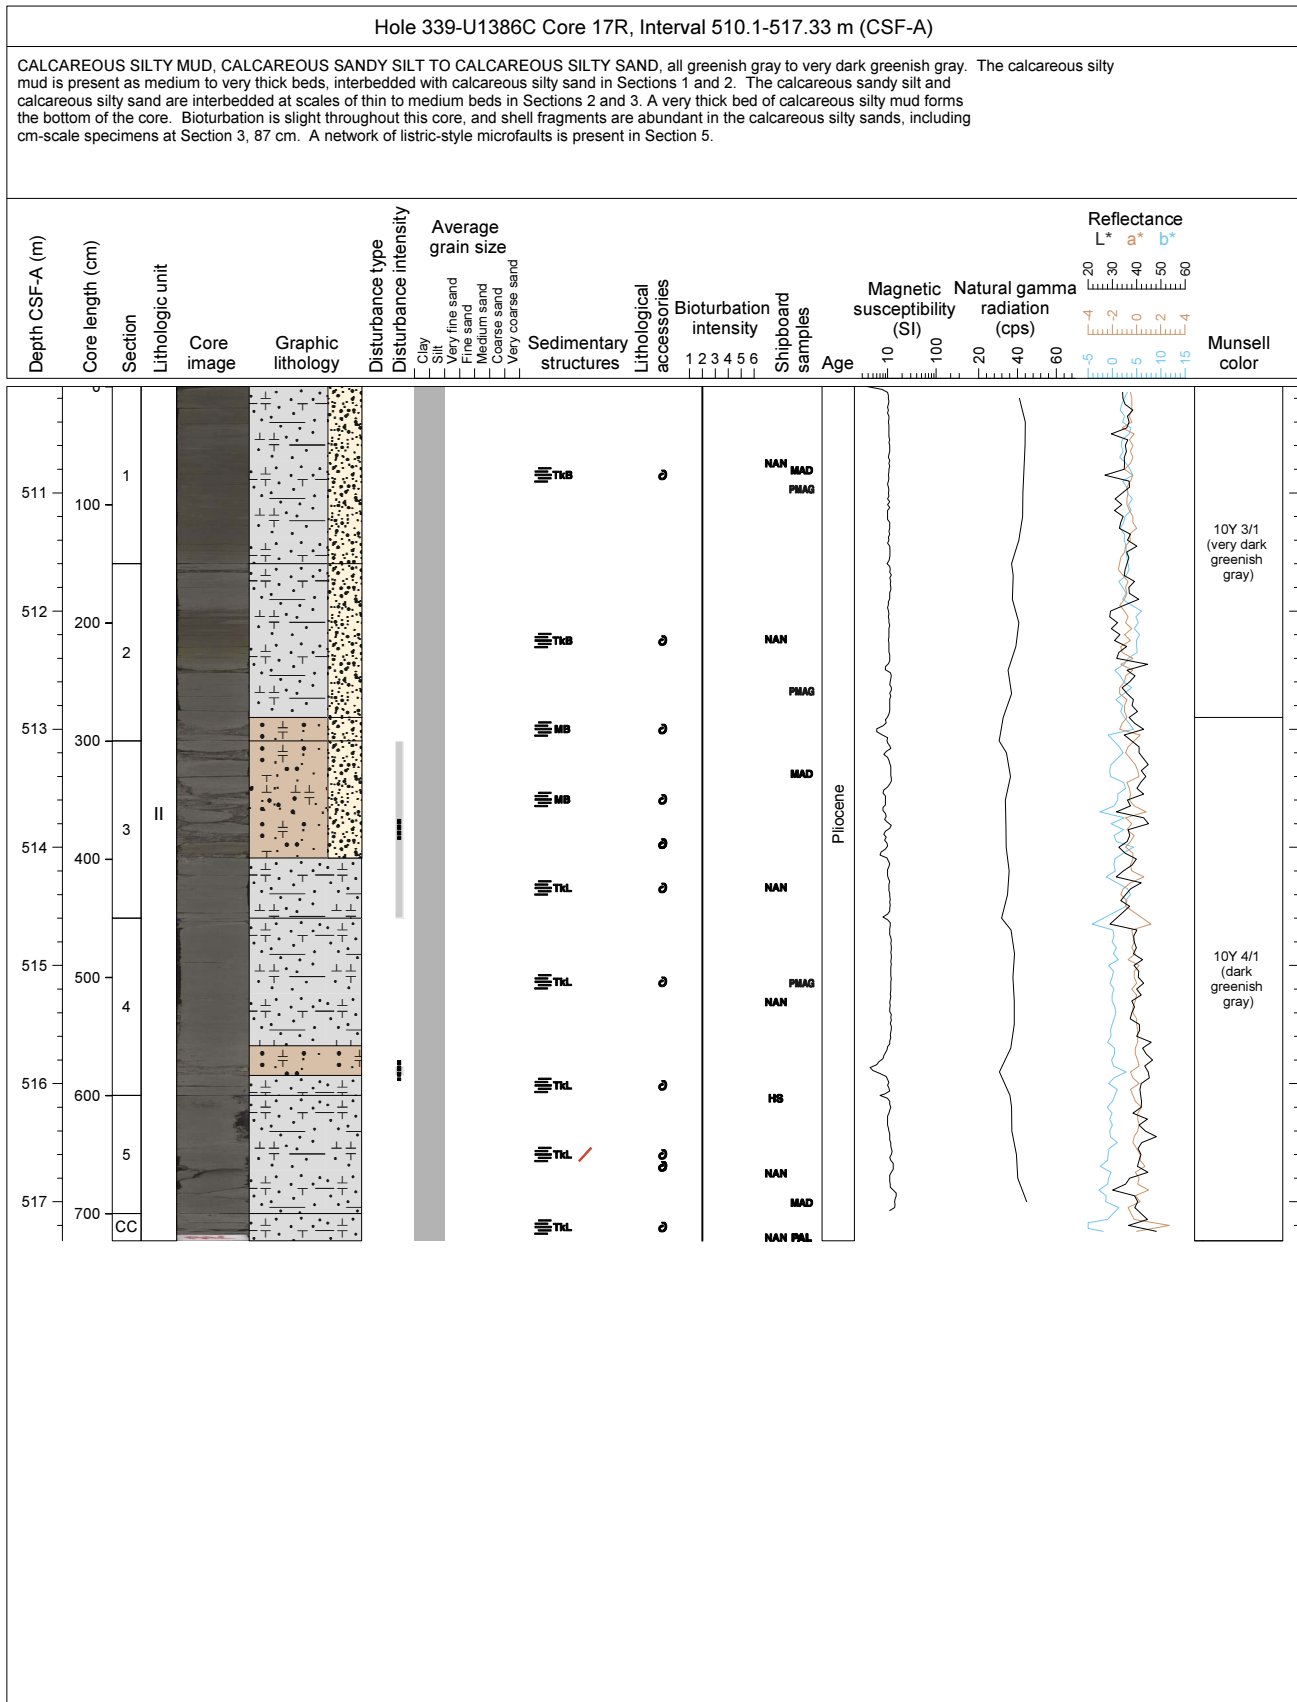 Hole 339-U1386C Core 17R, Interval 510.1-517.33 m (CSF-A)
CALCAREOUS SILTY MUD, CALCAREOUS SANDY SILT TO CALCAREOUS SILTY SAND, all greenish gray to very dark greenish gray. The calcareous silty
mud is present as medium to very thick beds, interbedded with calcareous silty sand in Sections 1 and 2. The calcareous sandy silt and
calcareous silty sand are interbedded at scales of thin to medium beds in Sections 2 and 3. A very thick bed of calcareous silty mud forms
the bottom of the core. Bioturbation is slight throughout this core, and shell fragments are abundant in the calcareous silty sands, including
cm-scale specimens at Section 3, 87 cm. A network of listric-style microfaults is present in Section 5.
Depth CSF-A (m)
Core length (cm)
Section
Lithologic unit
Core image
Graphic lithology
Disturbance type
Disturbance intensity
Average grain size
Clay
Silt
Very fine sand
Fine sand
Medium sand
Coarse sand
Very coarse sand
Sedimentary structures
Lithological accessories
Bioturbation intensity
1 2 3 4 5 6
Shipboard samples
Age
Magnetic susceptibility (SI)
10 100
Natural gamma radiation (cps)
20 40 60
Reflectance
L* a* b*
20 30 40 50 60
-4 -2 0 2 4
-5 0 5 10 15
Munsell color
0
1
TkB
NAN
MAD
511
PMAG
100
10Y 3/1
(very dark
greenish
gray)
512
200
2
TkB
NAN
PMAG
513
MB
300
MAD
II
MB
3
Pliocene
514
400
TkL
NAN
515
500
TkL
PMAG
4
NAN
10Y 4/1
(dark
greenish
gray)
516
TkL
600
HS
5
TkL
NAN
517
MAD
700
CC
TkL
NAN PAL